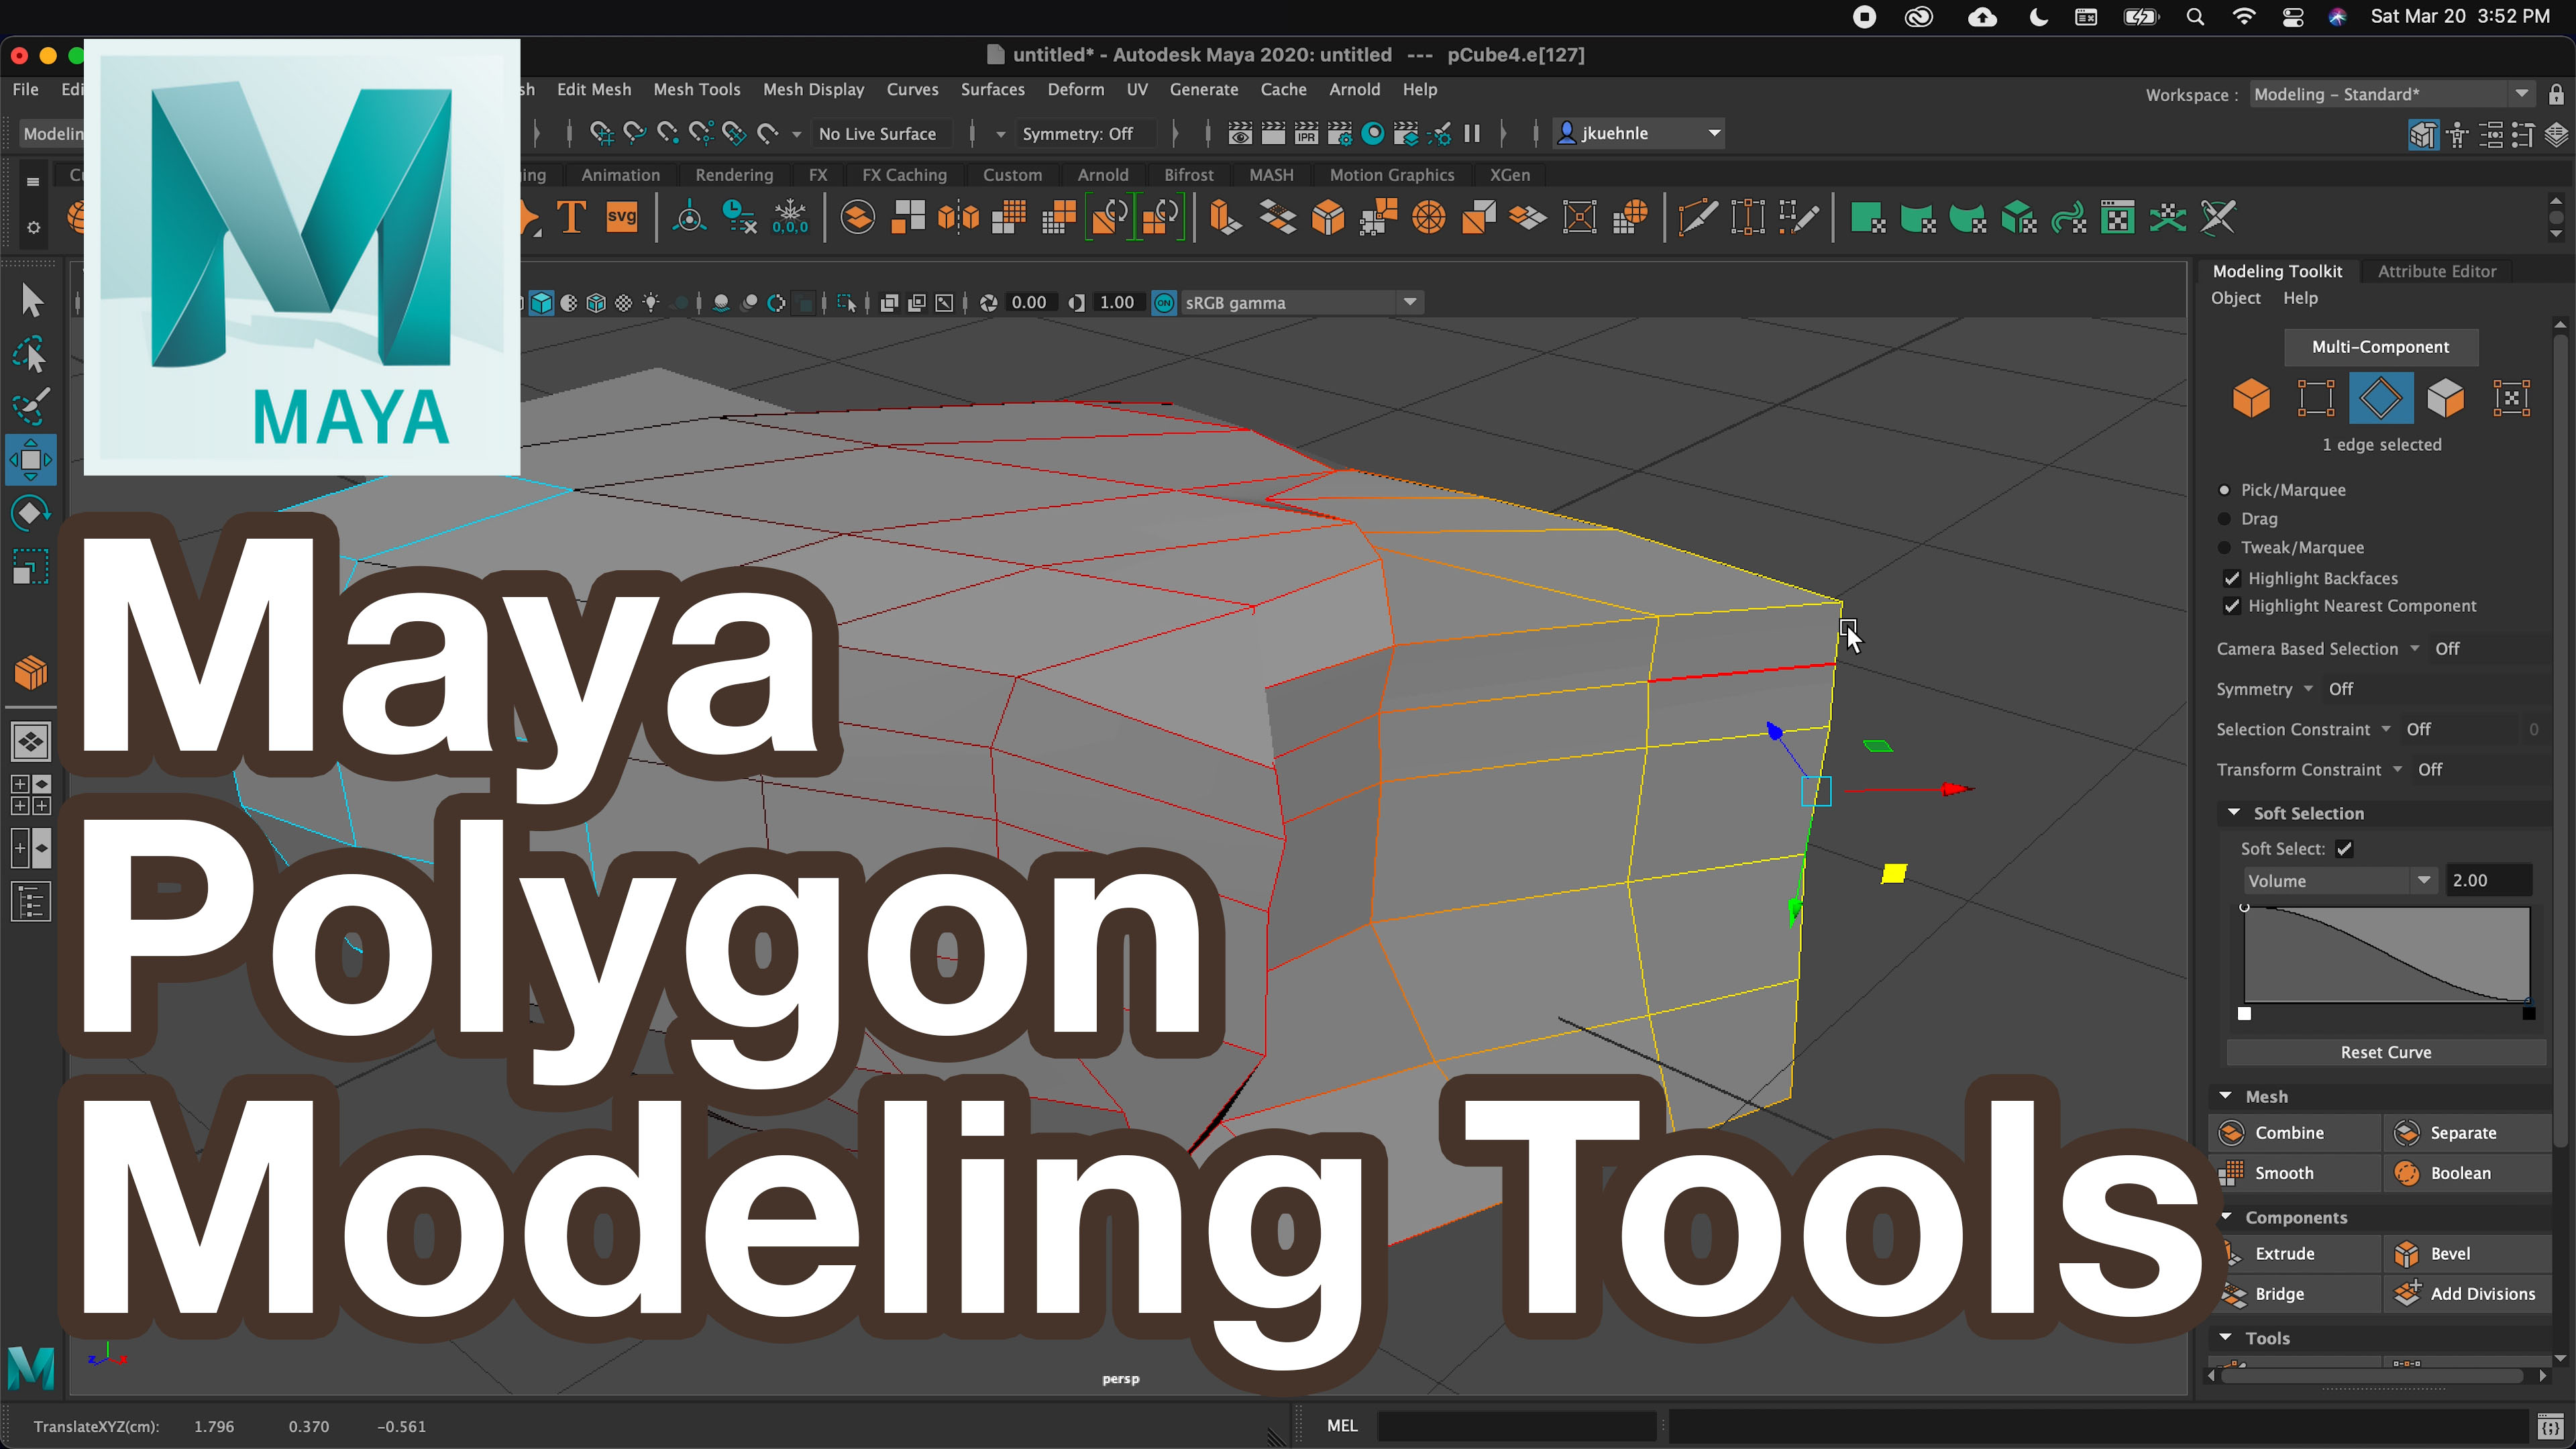 Sat Mar 20 3:52 PM
untitled* - Autodesk Maya 2020: untitled --- pCube4.e[127]
File Edit Mesh Mesh Tools Mesh Display Curves Surfaces Deform UV Generate Cache Arnold Help
Workspace : Modeling - Standard*
No Live Surface Symmetry: Off IPR jkuehnle
Animation Rendering FX FX Caching Custom Arnold Bifrost MASH Motion Graphics XGen
T svg 0,0,0
MAYA
0.00 1.00 ON sRGB gamma
Modeling Toolkit Attribute Editor
Object Help
Multi-Component
1 edge selected
Pick/Marquee
Drag
Tweak/Marquee
Highlight Backfaces
Highlight Nearest Component
Camera Based Selection Off
Symmetry Off
Selection Constraint Off 0
Transform Constraint Off
Soft Selection
Soft Select:
Volume 2.00
Reset Curve
Mesh
Combine Separate
Smooth Boolean
Components
Extrude Bevel
Bridge Add Divisions
Tools
Maya
Polygon
Modeling Tools
z x
persp
TranslateXYZ(cm): 1.796 0.370 -0.561
MEL